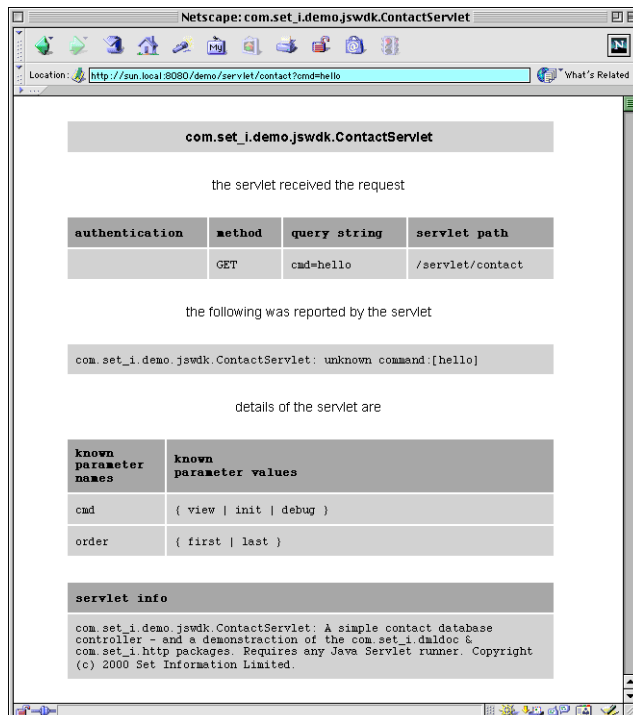 Netscape: com.set_i.demo.jswdk.ContactServlet
My
N
Location: http://sun.local:8080/demo/servlet/contact?cmd=hello What's Related
com.set_i.demo.jswdk.ContactServlet
the servlet received the request
authentication method query string servlet path
GET cmd=hello /servlet/contact
the following was reported by the servlet
com.set_i.demo.jswdk.ContactServlet: unknown command:[hello]
details of the servlet are
known
parameter
names
known
parameter values
cmd { view | init | debug }
order { first | last }
servlet info
com.set_i.demo.jswdk.ContactServlet: A simple contact database
controller - and a demonstraction of the com.set_i.dmldoc &
com.set_i.http packages. Requires any Java Servlet runner. Copyright
(c) 2000 Set Information Limited.